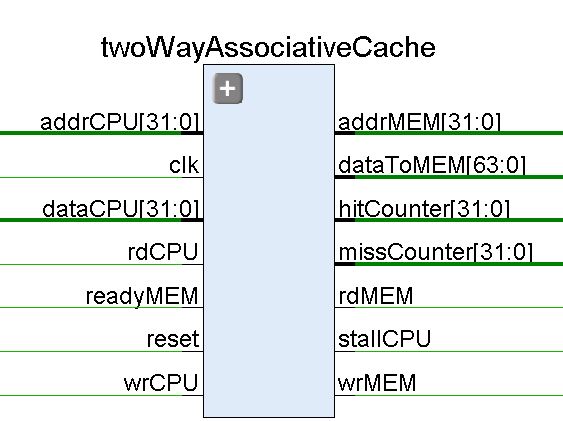 twoWayAssociativeCache
+
addrCPU[31:0] addrMEM[31:0]
clk dataToMEM[63:0]
dataCPU[31:0] hitCounter[31:0]
rdCPU missCounter[31:0]
readyMEM rdMEM
reset stallCPU
wrCPU wrMEM